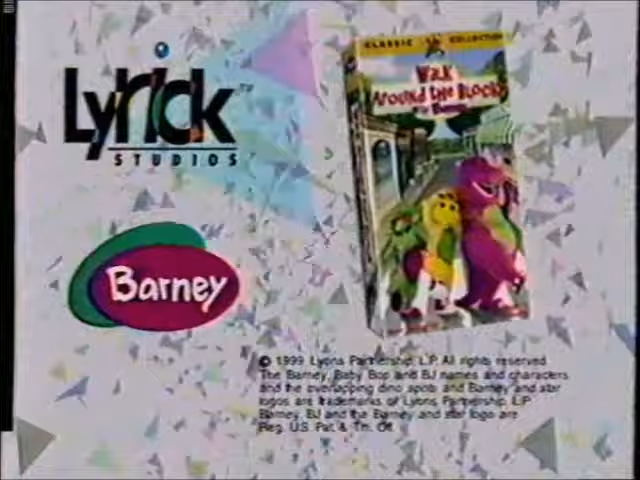 Lyrick™
STUDIOS
CLASSIC COLLECTION
Walk
Around the Block
with Barney
Barney
© 1999 Lyons Partnership, L.P. All rights reserved
The Barney, Baby Bop and BJ names and characters
and the overlapping dino spots and Barney and star
logos are trademarks of Lyons Partnership, L.P.
Barney, BJ and the Barney and star logo are
Reg. U.S. Pat. & Tm. Off.